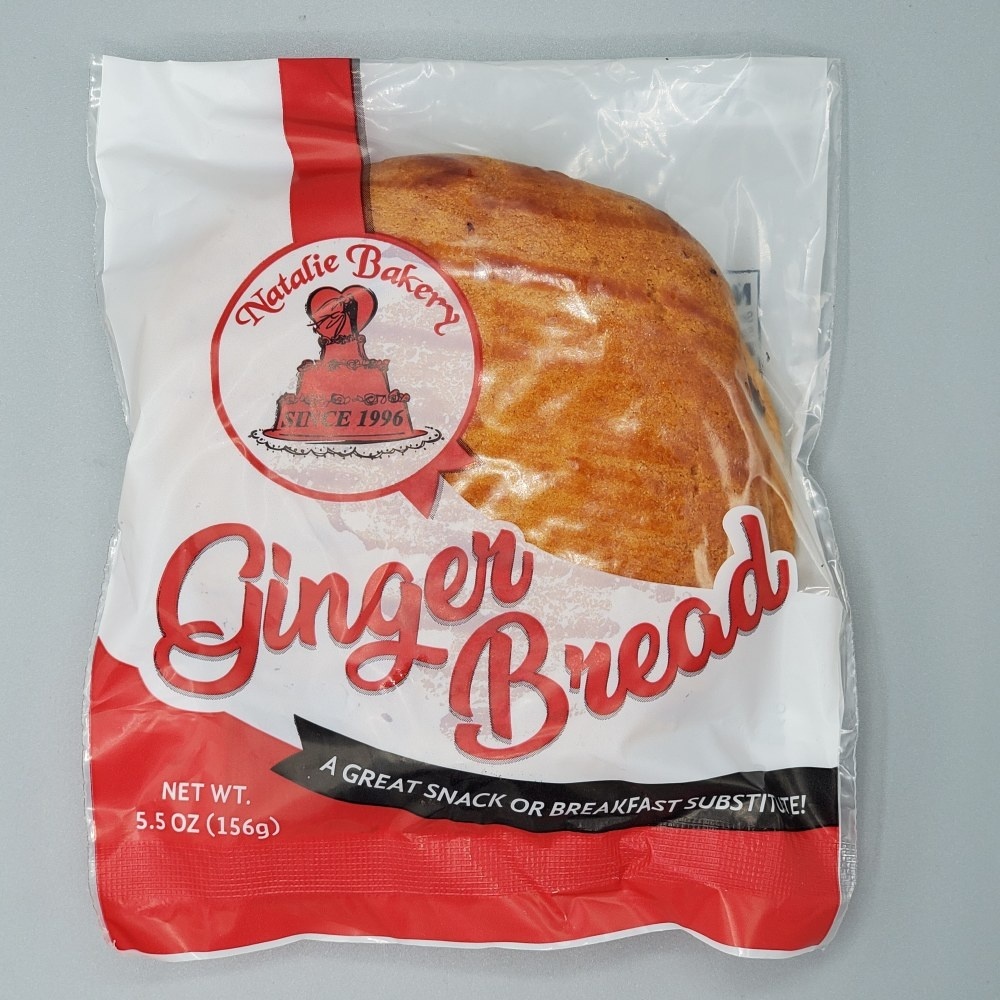 Natalie Bakery
SINCE 1996
Ginger
Bread
A GREAT SNACK OR BREAKFAST SUBSTITUTE!
NET WT.
5.5 OZ (156g)